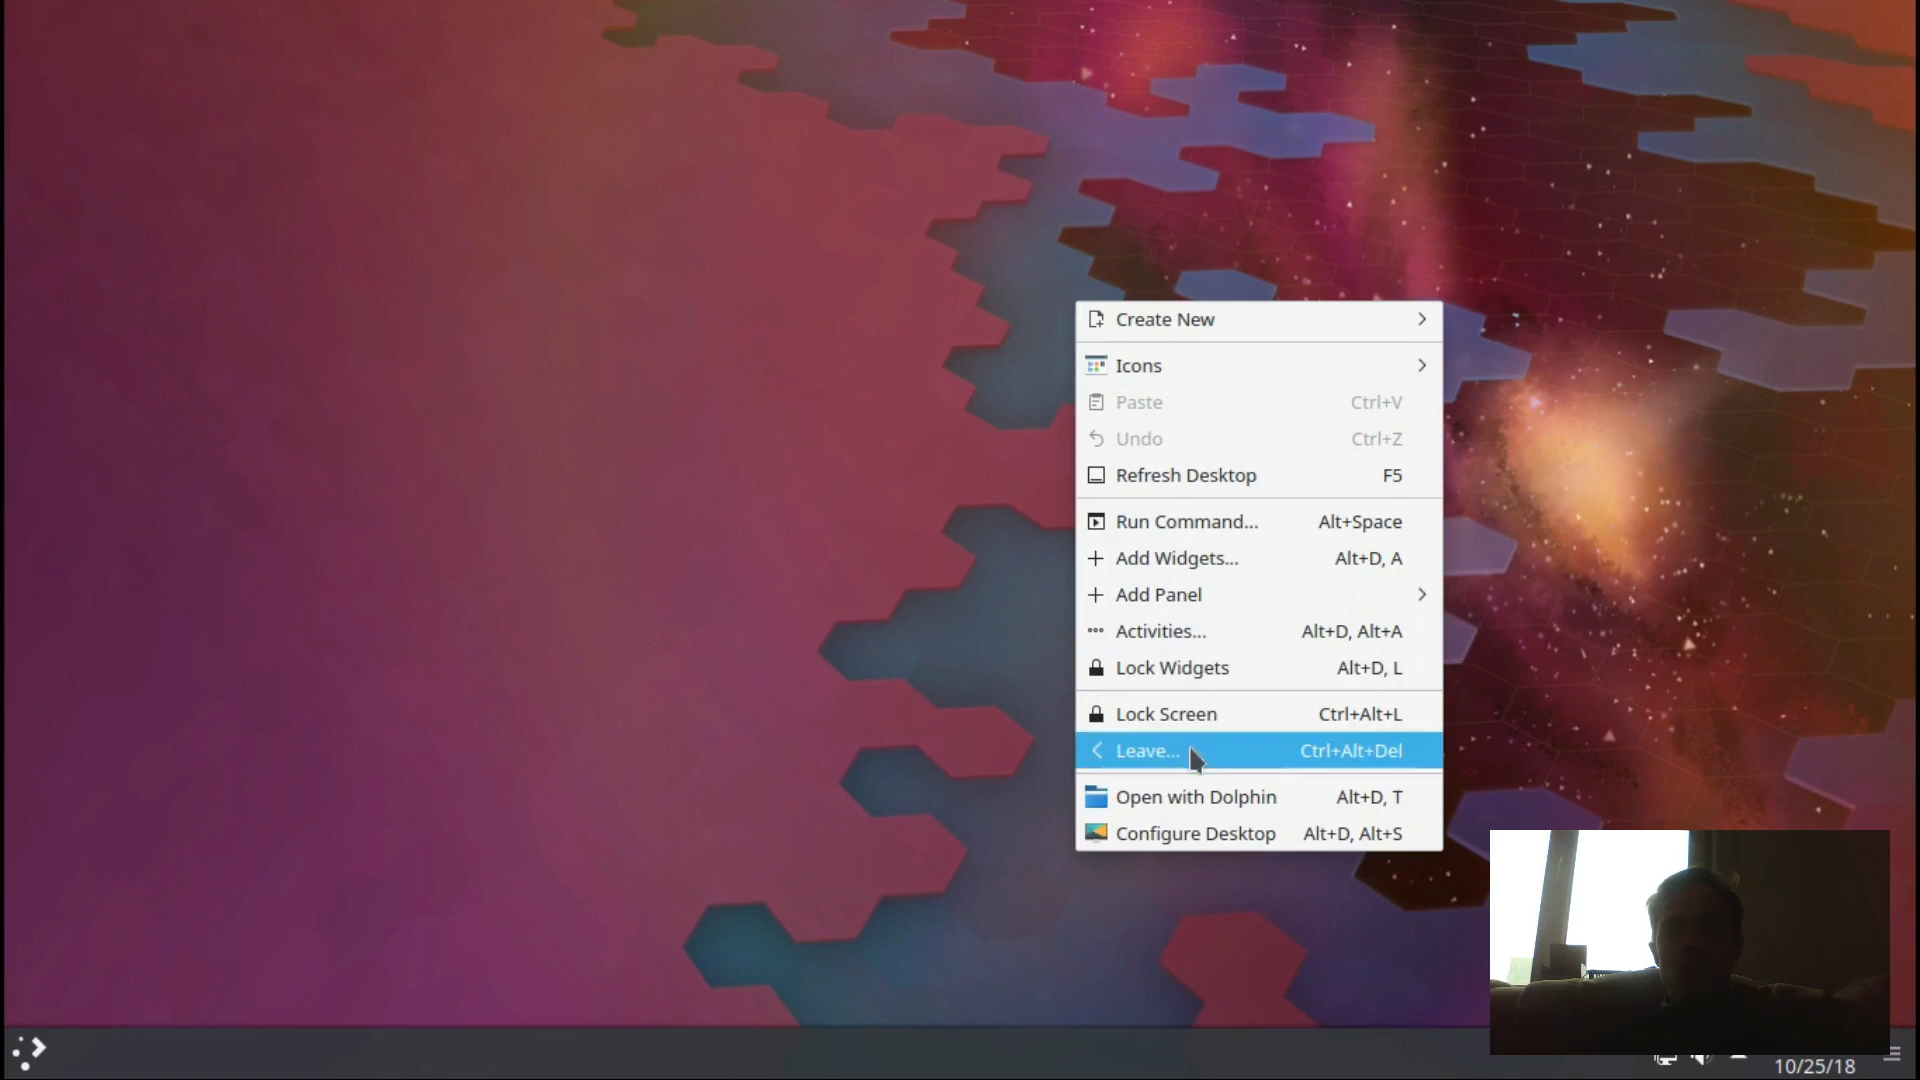 Create New
Icons
Paste Ctrl+V
Undo Ctrl+Z
Refresh Desktop F5
Run Command... Alt+Space
Add Widgets... Alt+D, A
Add Panel
Activities... Alt+D, Alt+A
Lock Widgets Alt+D, L
Lock Screen Ctrl+Alt+L
Leave... Ctrl+Alt+Del
Open with Dolphin Alt+D, T
Configure Desktop Alt+D, Alt+S
10/25/18